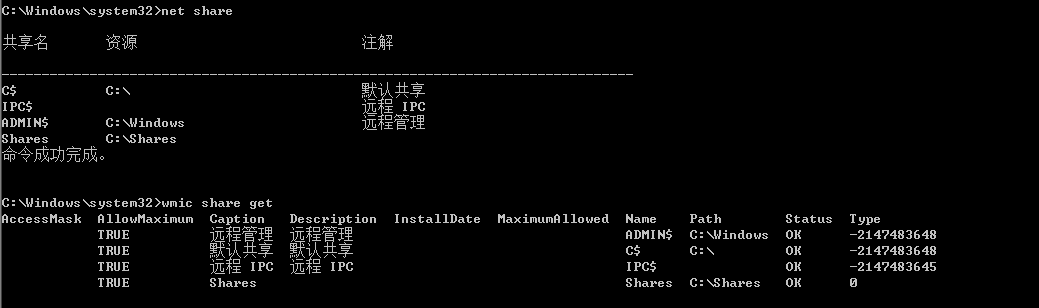 C:\Windows\system32>net share
共享名 资源 注解
-------------------------------------------------------------------------------
C$ C:\ 默认共享
IPC$ 远程 IPC
ADMIN$ C:\Windows 远程管理
Shares C:\Shares
命令成功完成。
C:\Windows\system32>wmic share get
AccessMask AllowMaximum Caption Description InstallDate MaximumAllowed Name Path Status Type
TRUE 远程管理 远程管理 ADMIN$ C:\Windows OK -2147483648
TRUE 默认共享 默认共享 C$ C:\ OK -2147483648
TRUE 远程 IPC 远程 IPC IPC$ OK -2147483645
TRUE Shares Shares C:\Shares OK 0